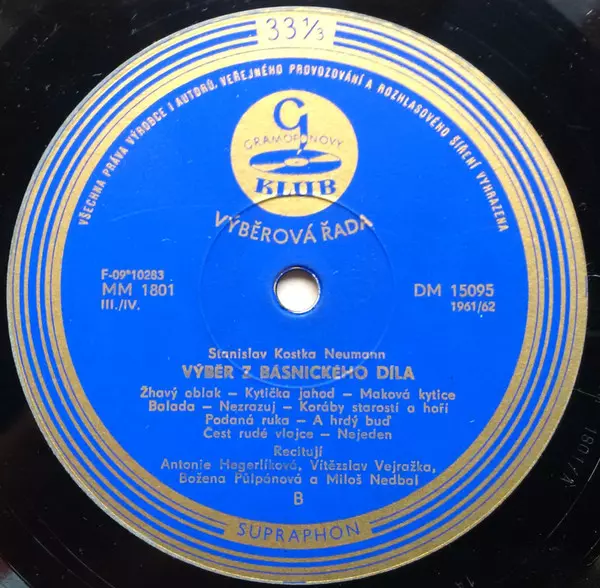 33 1/3
VŠECHNA PRÁVA VÝROBCE I AUTORŮ, VEŘEJNÉHO PROVOZOVÁNÍ A ROZHLASOVÉHO ŠÍŘENÍ VYHRAZENA
G
GRAMOFONOVÝ
KLUB
VÝBĚROVÁ ŘADA
F-09*10283
MM 1801
III./IV.
DM 15095
1961/62
Stanislav Kostka Neumann
VÝBĚR Z BÁSNICKÉHO DÍLA
Žhavý oblak – Kytička jahod – Maková kytice
Balada – Nezrazuj – Koráby starostí a hoří
Podaná ruka – A hrdý buď
Čest rudé vlajce – Nejeden
Recitují
Antonie Hegerlíková, Vítězslav Vejražka,
Božena Půlpánová a Miloš Nedbal
B
SUPRAPHON